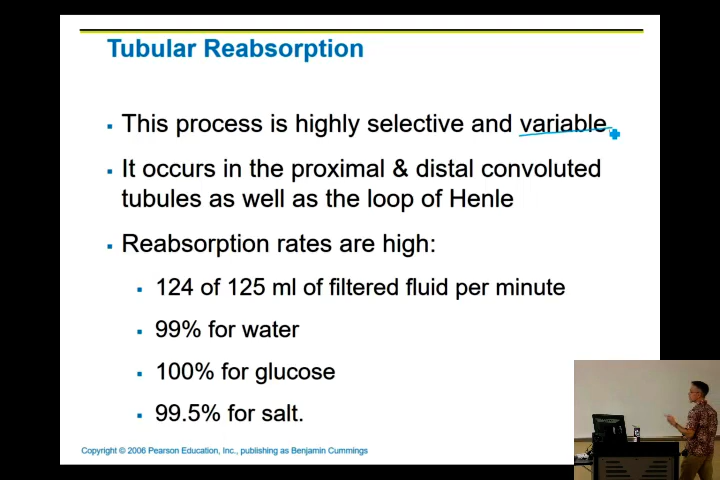 Tubular Reabsorption
▪ This process is highly selective and variable.
▪ It occurs in the proximal & distal convoluted
tubules as well as the loop of Henle
▪ Reabsorption rates are high:
▪ 124 of 125 ml of filtered fluid per minute
▪ 99% for water
▪ 100% for glucose
▪ 99.5% for salt.
Copyright © 2006 Pearson Education, Inc., publishing as Benjamin Cummings